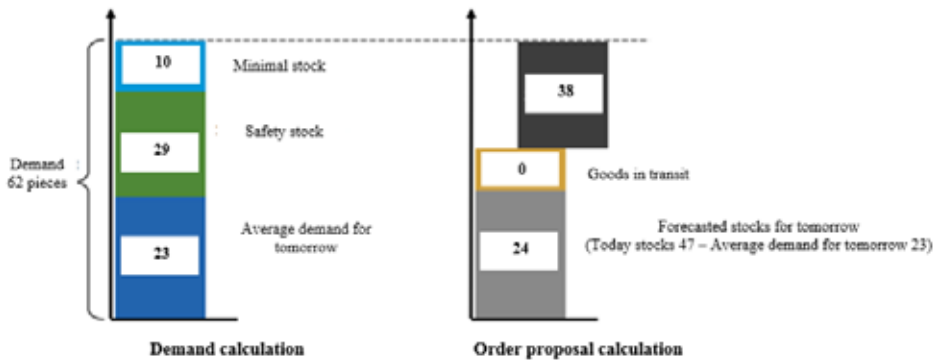 10
Minimal stock
Safety stock
29
Demand
62 pieces
Average demand for
tomorrow
23
Demand calculation
38
0
Goods in transit
Forecasted stocks for tomorrow
(Today stocks 47 – Average demand for tomorrow 23)
24
Order proposal calculation